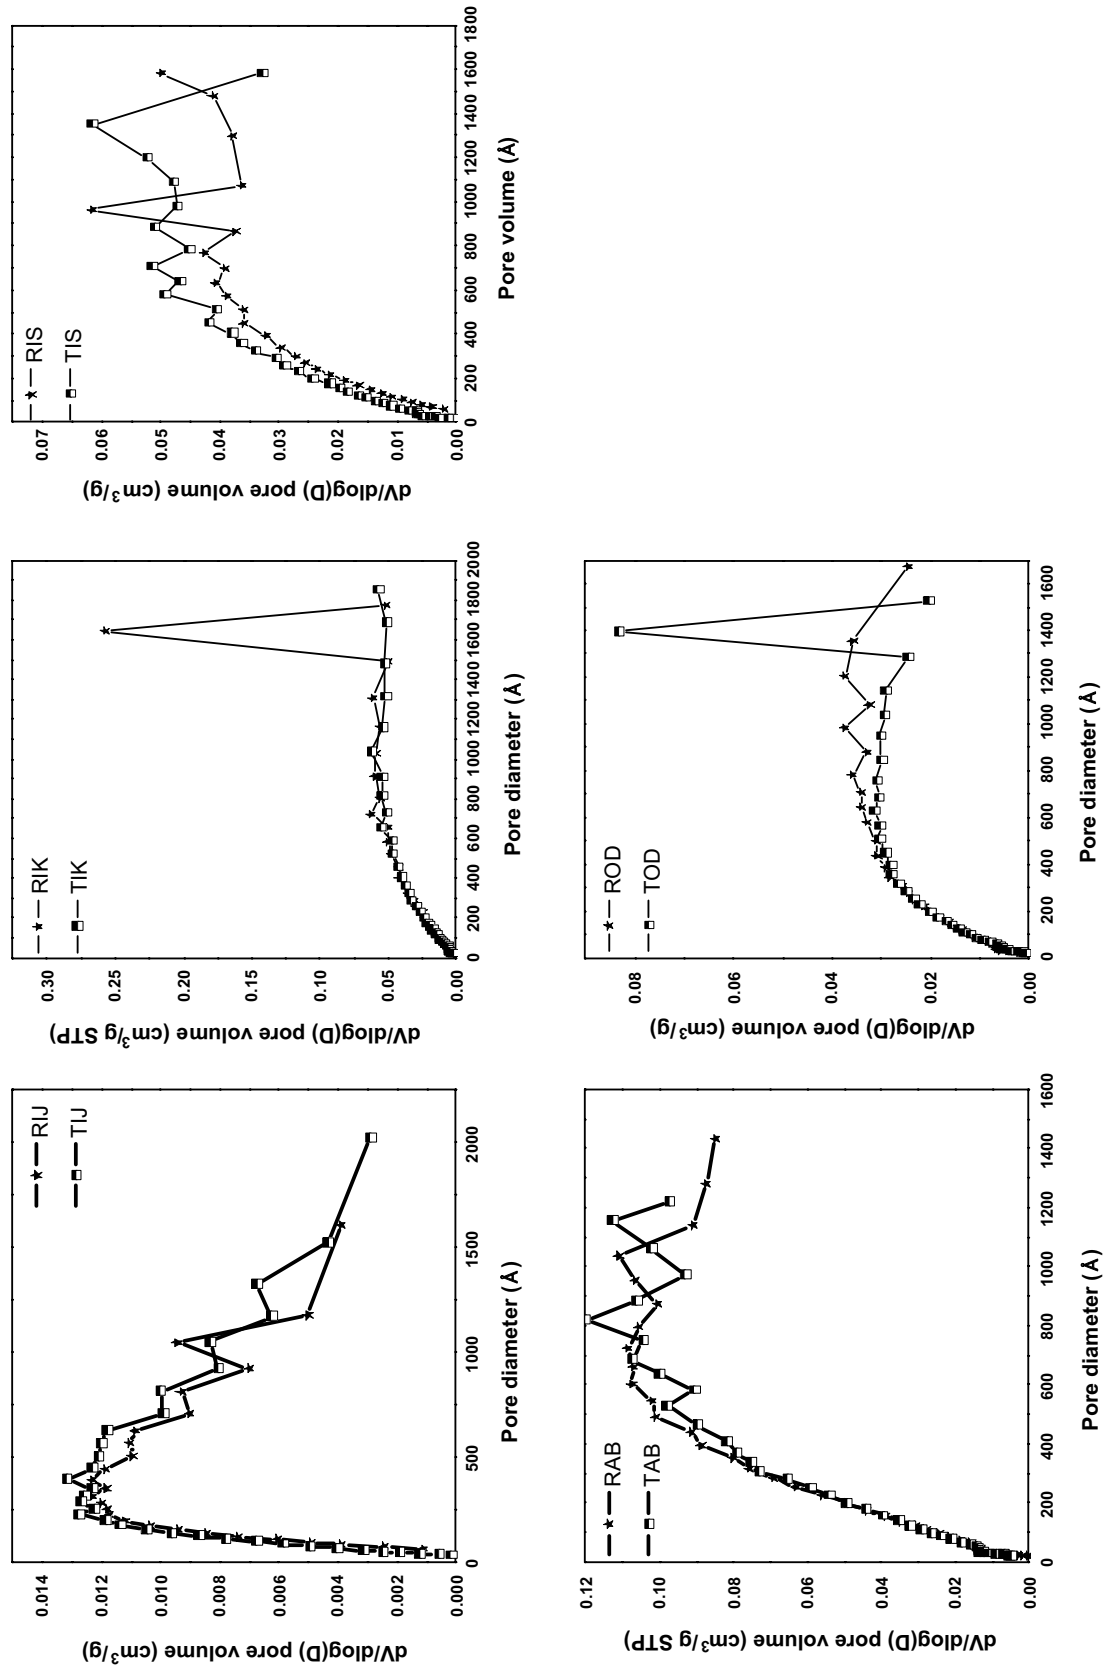 RIJ
TIJ
dV/dlog(D) pore volume (cm³/g)
0.014
0.012
0.010
0.008
0.006
0.004
0.002
0.000
0 500 1000 1500 2000
Pore diameter (Å)
RIK
TIK
dV/dlog(D) pore volume (cm³/g STP)
0.30
0.25
0.20
0.15
0.10
0.05
0.00
0 200 400 600 800 1000 1200 1400 1600 1800 2000
Pore diameter (Å)
RIS
TIS
dV/dlog(D) pore volume (cm³/g)
0.07
0.06
0.05
0.04
0.03
0.02
0.01
0.00
0 200 400 600 800 1000 1200 1400 1600 1800
Pore volume (Å)
RAB
TAB
dV/dlog(D) pore volume (cm³/g STP)
0.12
0.10
0.08
0.06
0.04
0.02
0.00
0 200 400 600 800 1000 1200 1400 1600
Pore diameter (Å)
ROD
TOD
dV/dlog(D) pore volume (cm³/g)
0.08
0.06
0.04
0.02
0.00
0 200 400 600 800 1000 1200 1400 1600
Pore diameter (Å)